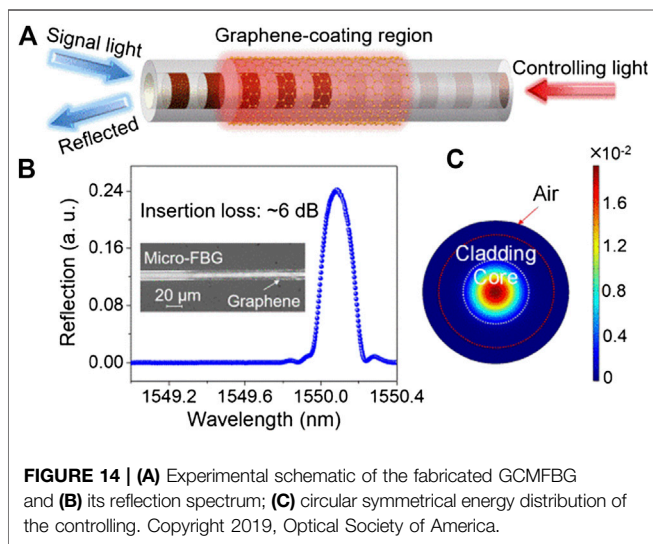 A
Signal light
Graphene-coating region
Controlling light
Reflected
B
Reflection (a. u.)
0.24
0.16
0.08
0.00
Insertion loss: ~6 dB
Micro-FBG
20 μm
Graphene
1549.2 1549.6 1550.0 1550.4
Wavelength (nm)
C
Air
Cladding
Core
×10-2
1.6
1.2
0.8
0.4
0
FIGURE 14 | (A) Experimental schematic of the fabricated GCMFBG
and (B) its reflection spectrum; (C) circular symmetrical energy distribution of
the controlling. Copyright 2019, Optical Society of America.